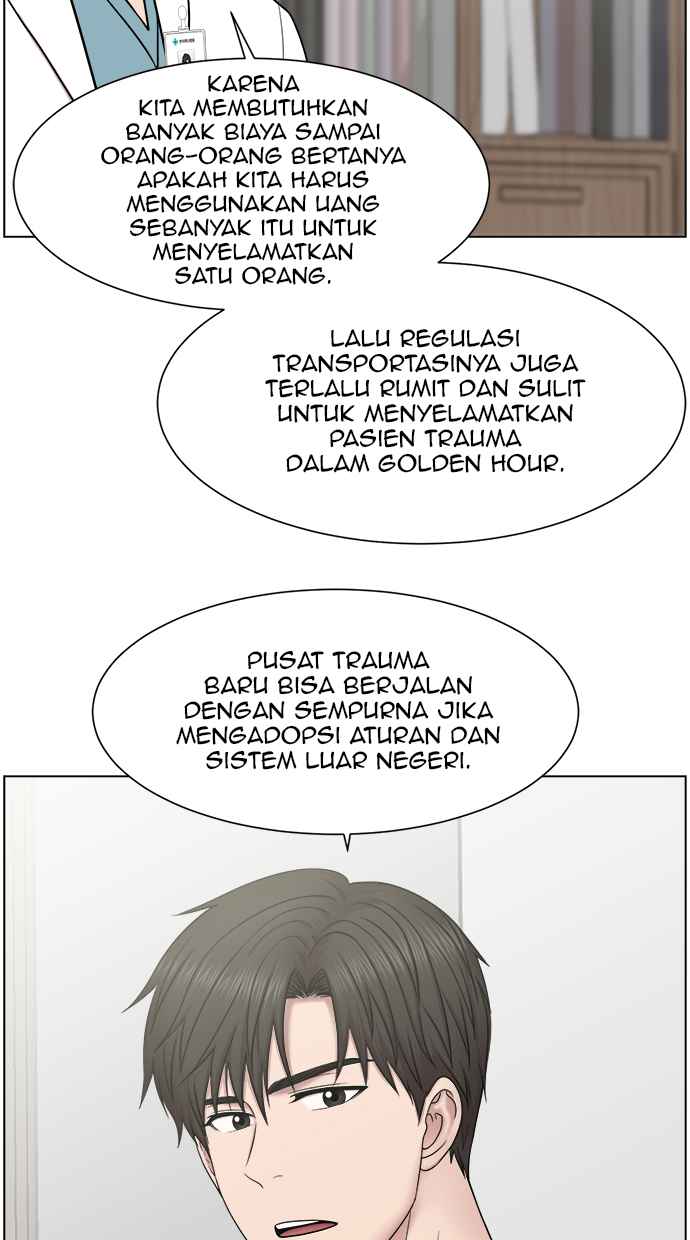 KARENA
KITA MEMBUTUHKAN
BANYAK BIAYA SAMPAI
ORANG-ORANG BERTANYA
APAKAH KITA HARUS
MENGGUNAKAN UANG
SEBANYAK ITU UNTUK
MENYELAMATKAN
SATU ORANG.
LALU REGULASI
TRANSPORTASINYA JUGA
TERLALU RUMIT DAN SULIT
UNTUK MENYELAMATKAN
PASIEN TRAUMA
DALAM GOLDEN HOUR.
PUSAT TRAUMA
BARU BISA BERJALAN
DENGAN SEMPURNA JIKA
MENGADOPSI ATURAN DAN
SISTEM LUAR NEGERI.